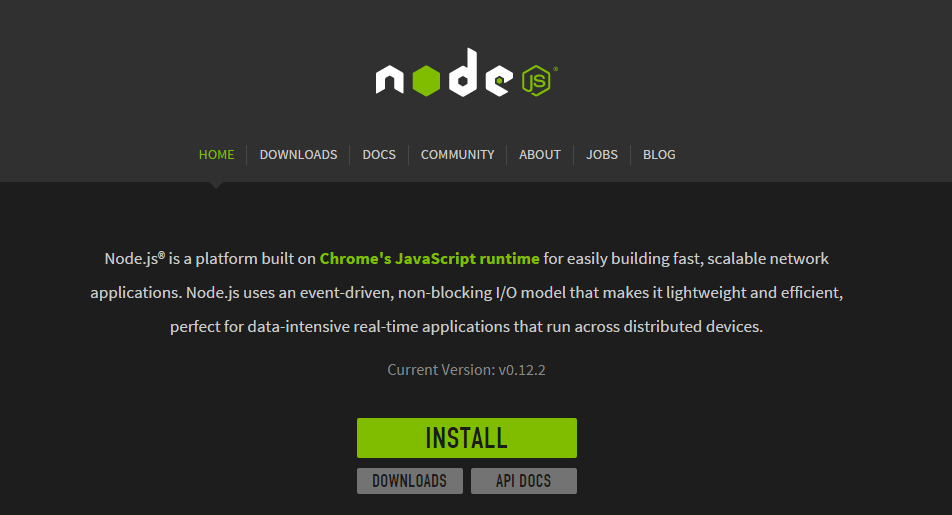 node JS®
HOME DOWNLOADS DOCS COMMUNITY ABOUT JOBS BLOG
Node.js® is a platform built on Chrome's JavaScript runtime for easily building fast, scalable network
applications. Node.js uses an event-driven, non-blocking I/O model that makes it lightweight and efficient,
perfect for data-intensive real-time applications that run across distributed devices.
Current Version: v0.12.2
INSTALL
DOWNLOADS API DOCS